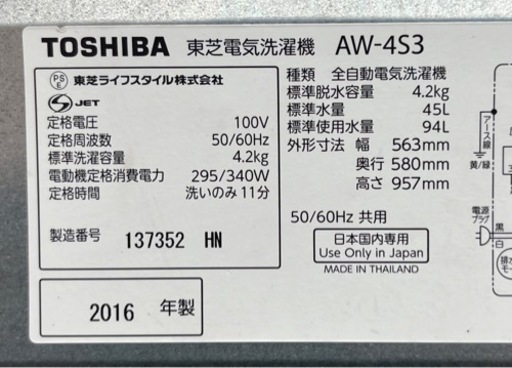 TOSHIBA 東芝電気洗濯機 AW-4S3
PS
E
東芝ライフスタイル株式会社
S JET
定格電圧 100V
定格周波数 50/60Hz
標準洗濯容量 4.2kg
電動機定格消費電力 295/340W
定格時間 洗いのみ 11分
製造番号 137352 HN
2016 年製
種類 全自動電気洗濯機
標準脱水容量 4.2kg
標準水量 45L
標準使用水量 94L
外形寸法 幅 563mm
奥行 580mm
高さ 957mm
50/60Hz 共用
日本国内専用
Use Only in Japan
MADE IN THAILAND
アース線
黄/緑
電源
プラグ
黒
白